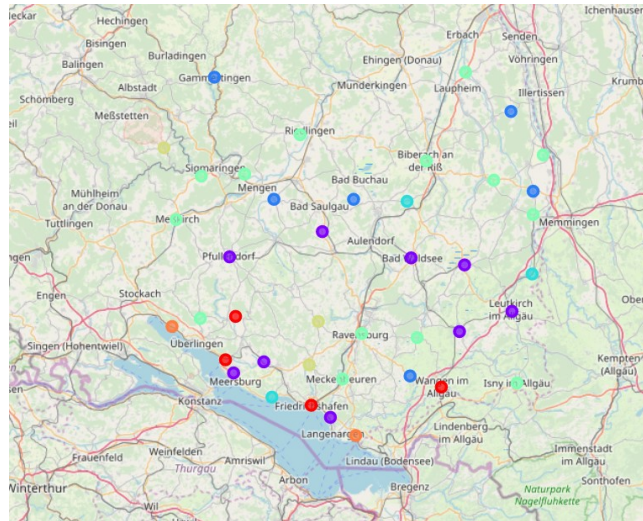 Hechingen
Bisingen
Burladingen
Balingen
Gammertingen
Albstadt
Schömberg
Meßstetten
Erbach
Senden
Ichenhausen
Ehingen (Donau)
Vöhringen
Krumb
Munderkingen
Laupheim
Illertissen
Riedlingen
Sigmaringen
Biberach an
der Riß
Bad Buchau
Mengen
Mühlheim
an der Donau
Bad Saulgau
Meßkirch
Memmingen
Tuttlingen
Aulendorf
Pfullendorf
Bad Waldsee
Engen
Stockach
Leutkirch
im Allgäu
Ober
Singen (Hohentwiel)
Überlingen
Ravensburg
Kempten
(Allgäu)
Meersburg
Meckenbeuren
Wangen im
Allgäu
Isny im Allgäu
Konstanz
Friedrichshafen
Langenargen
Lindenberg
im Allgäu
Weinfelden
Frauenfeld
Thurgau
Amriswil
Lindau (Bodensee)
Immenstadt
im Allgäu
Winterthur
Arbon
Bregenz
Sonthofen
Wil
Naturpark
Nagelfluhkette